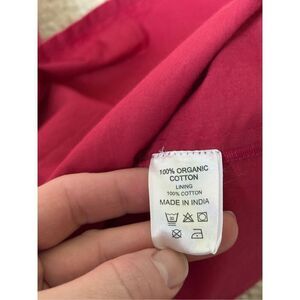 100% ORGANIC
COTTON
LINING
100% COTTON
MADE IN INDIA